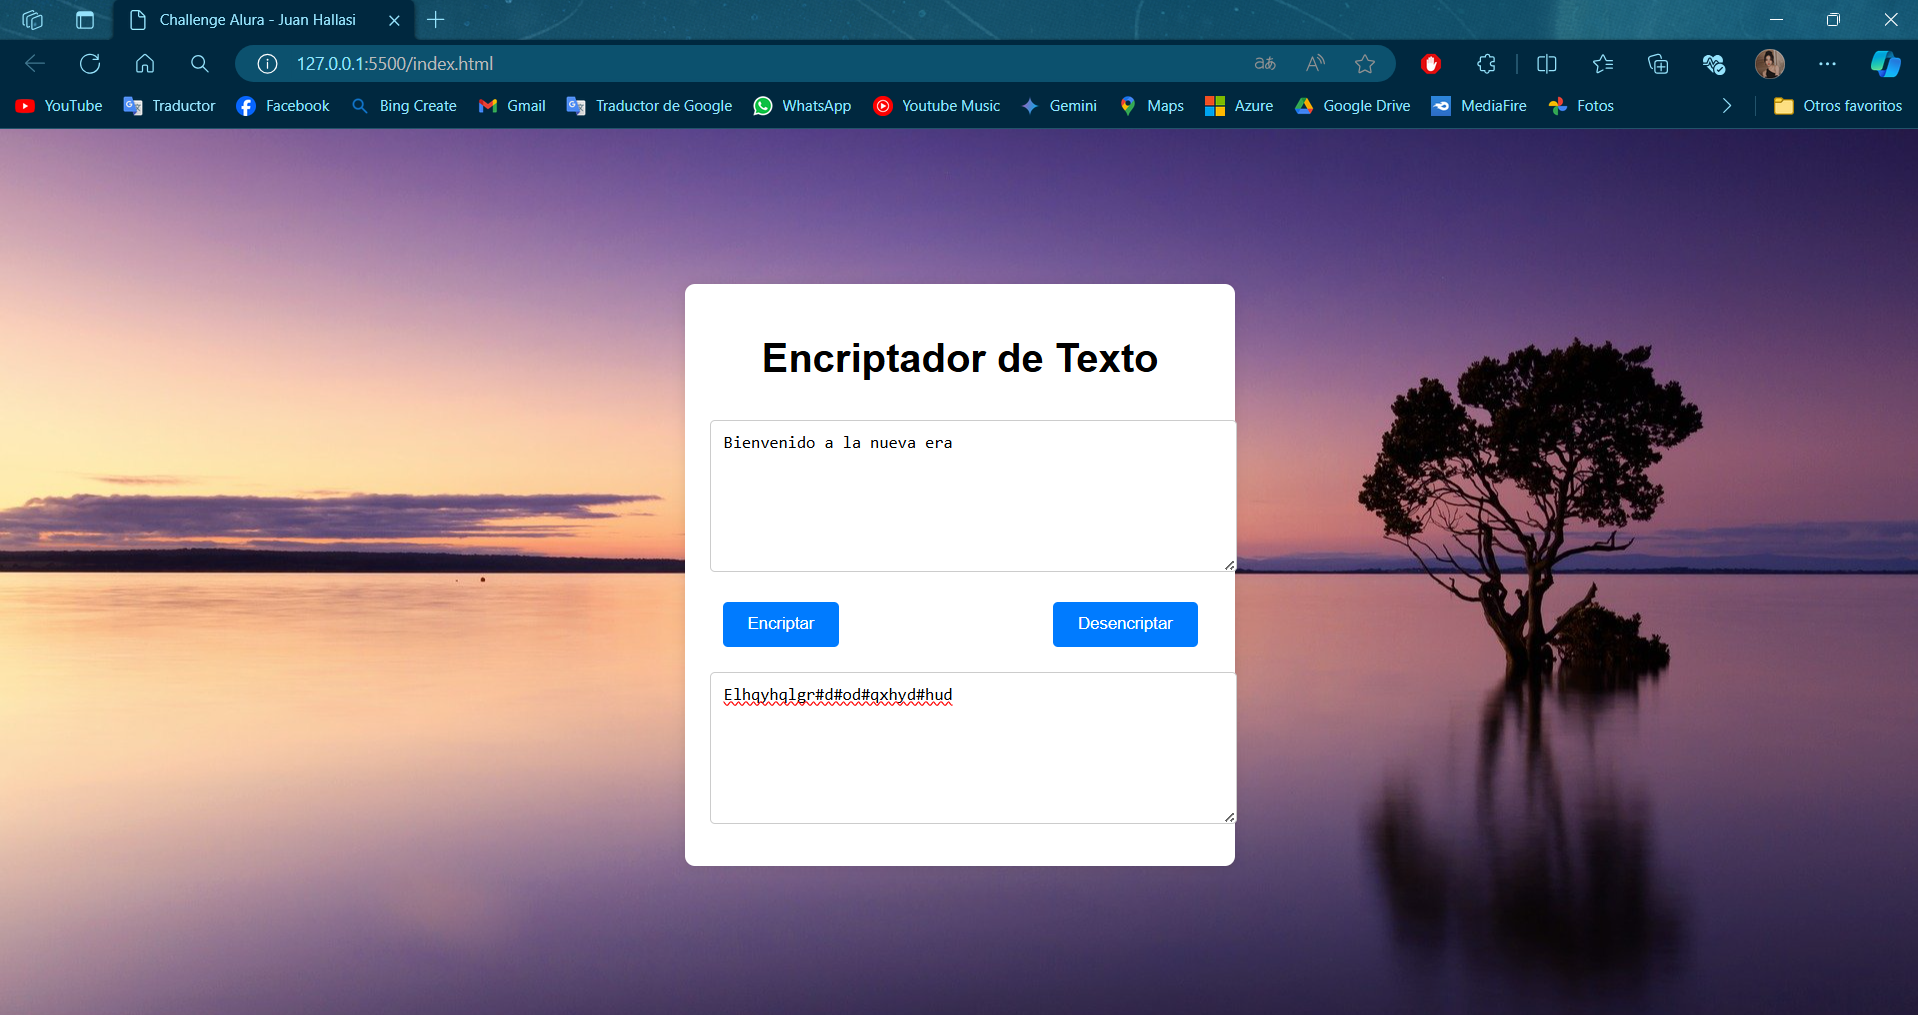 Challenge Alura - Juan Hallasi
127.0.0.1:5500/index.html
YouTube Traductor Facebook Bing Create Gmail Traductor de Google WhatsApp Youtube Music Gemini Maps Azure Google Drive MediaFire Fotos Otros favoritos
Encriptador de Texto
Bienvenido a la nueva era
Encriptar Desencriptar
Elhqyhqlgr#d#od#qxhyd#hud